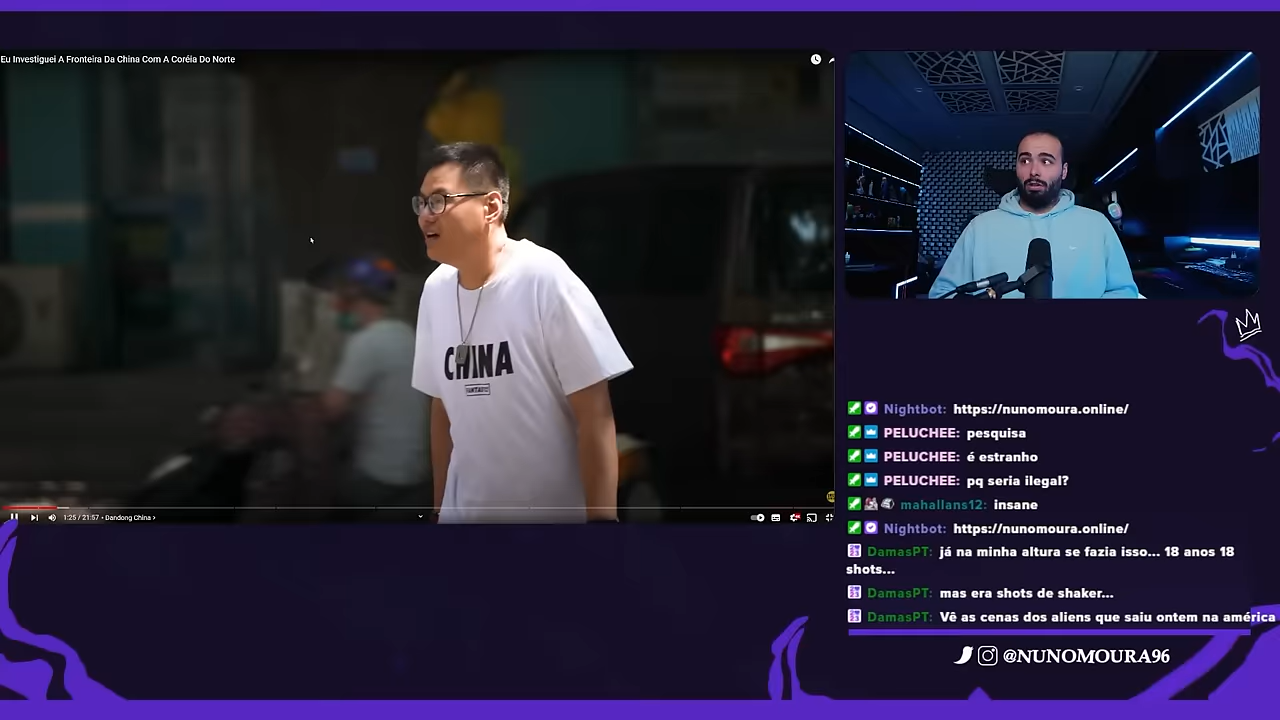 Eu Investiguei A Fronteira Da China Com A Coréia Do Norte
CHINA
1:25 / 21:57 • Dandong China >
Nightbot: https://nunomoura.online/
PELUCHEE: pesquisa
PELUCHEE: é estranho
PELUCHEE: pq seria ilegal?
mahallans12: insane
Nightbot: https://nunomoura.online/
DamasPT: já na minha altura se fazia isso... 18 anos 18
shots...
DamasPT: mas era shots de shaker...
DamasPT: Vê as cenas dos aliens que saiu ontem na américa
@NUNOMOURA96